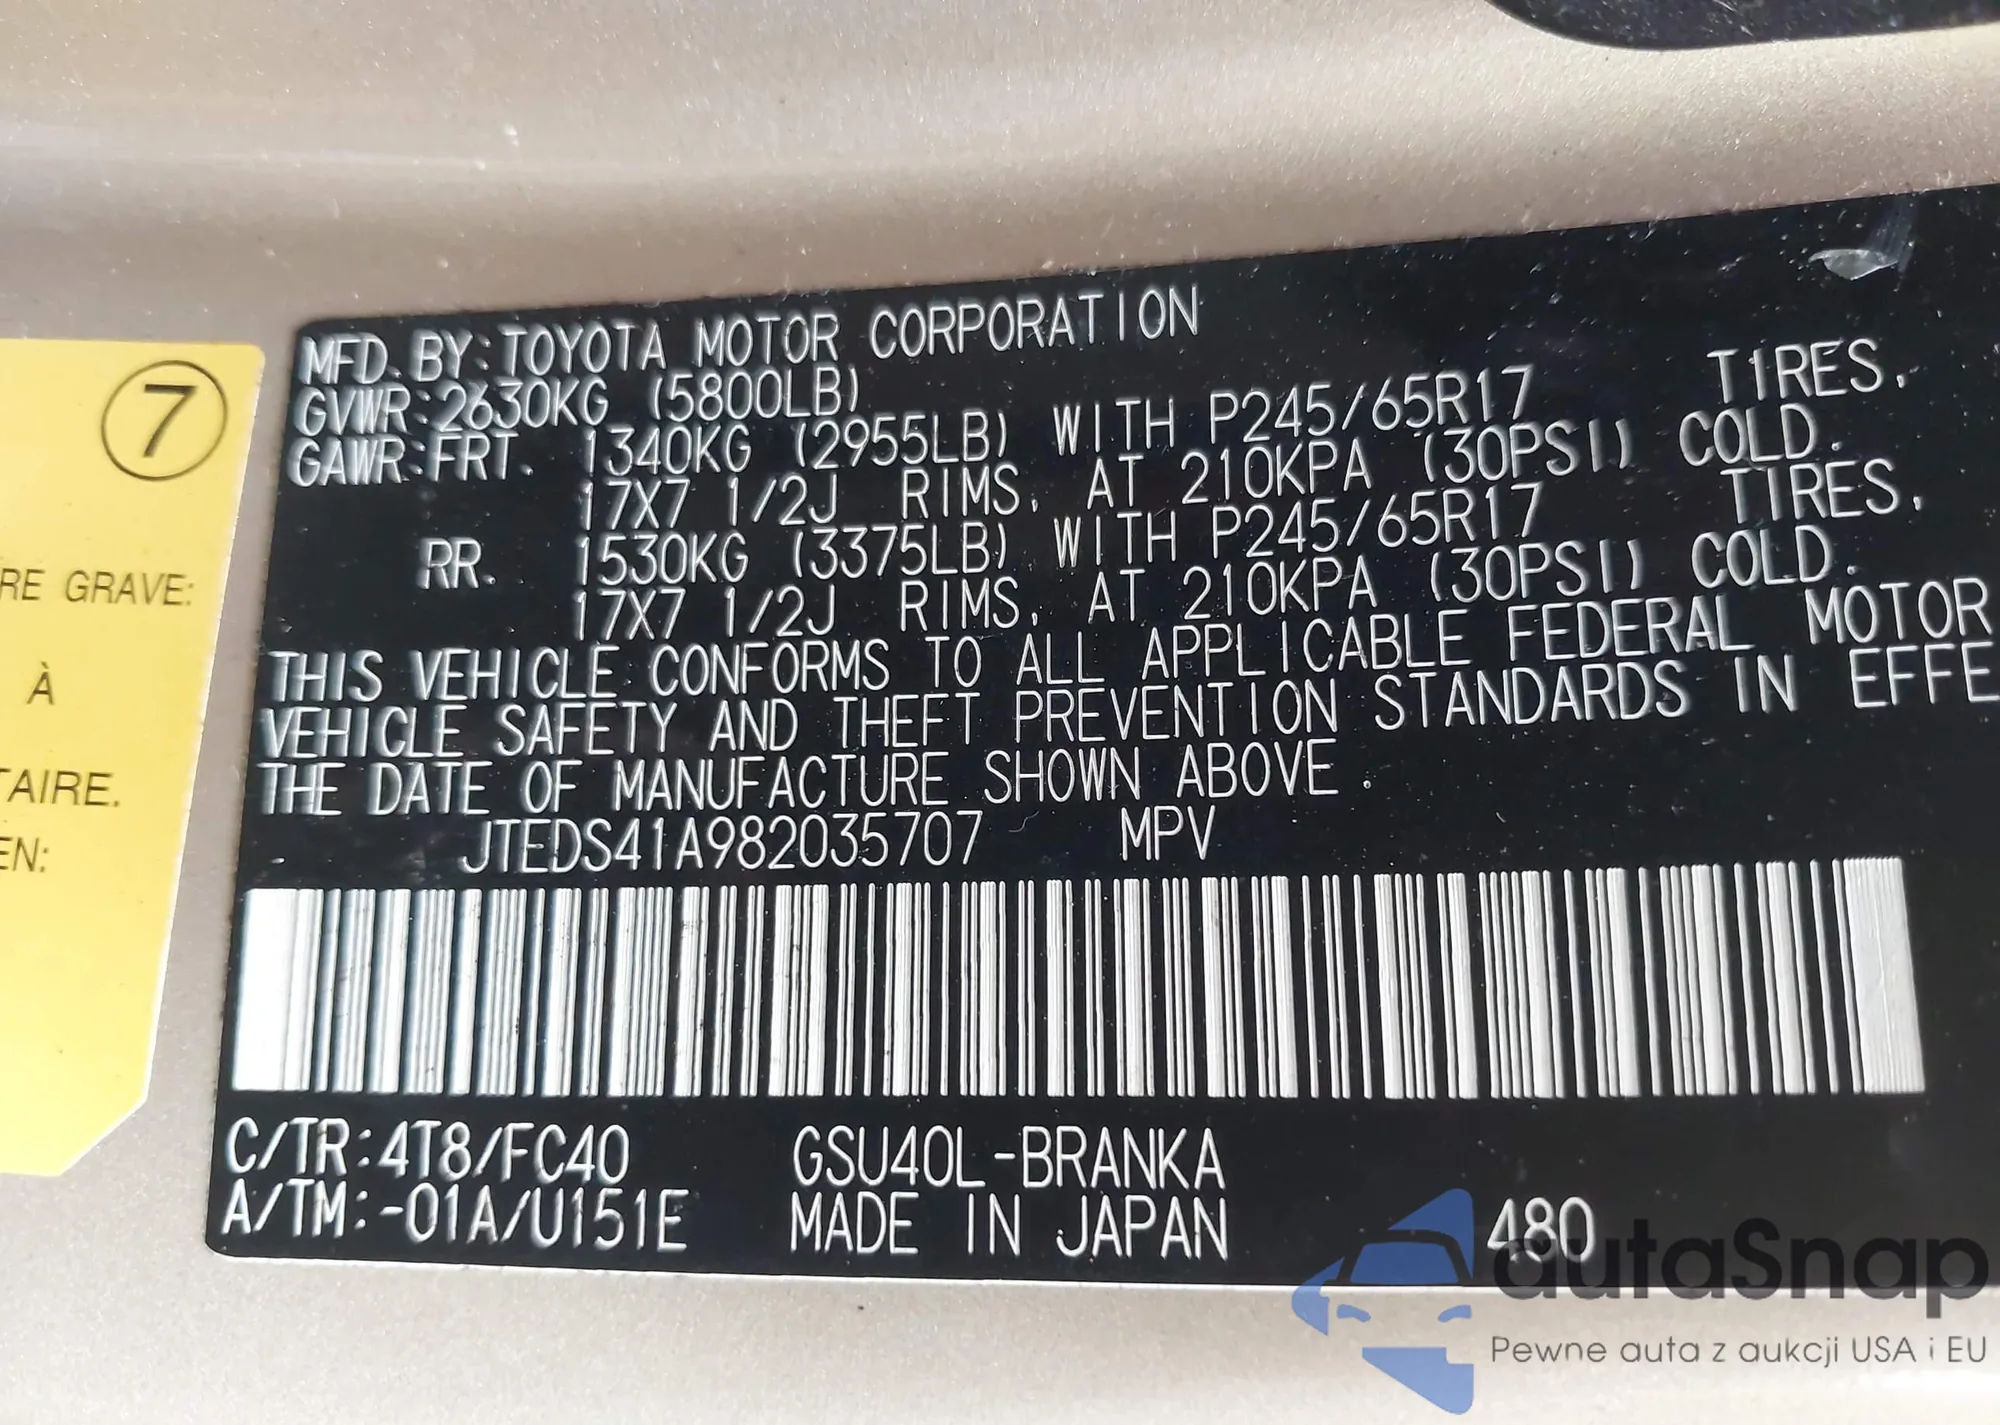 7
RE GRAVE:
À
TAIRE.
EN:
MFD. BY: TOYOTA MOTOR CORPORATION
GVWR: 2630KG (5800LB)
GAWR: FRT. 1340KG (2955LB) WITH P245/65R17 TIRES,
17X7 1/2J RIMS, AT 210KPA (30PSI) COLD.
RR. 1530KG (3375LB) WITH P245/65R17 TIRES,
17X7 1/2J RIMS, AT 210KPA (30PSI) COLD.
THIS VEHICLE CONFORMS TO ALL APPLICABLE FEDERAL MOTOR
VEHICLE SAFETY AND THEFT PREVENTION STANDARDS IN EFFE
THE DATE OF MANUFACTURE SHOWN ABOVE.
JTEDS41A982035707 MPV
C/TR: 4T8/FC40 GSU40L-BRANKA
A/TM: -01A/U151E MADE IN JAPAN 480
autaSnap
Pewne auta z aukcji USA i EU